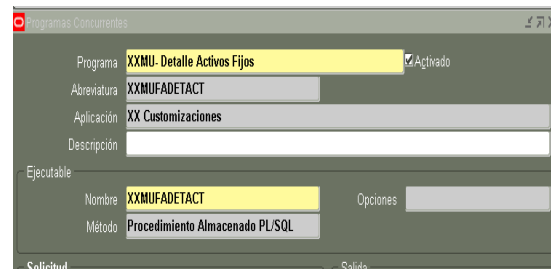 Programas Concurrentes
Programa XXMU- Detalle Activos Fijos Activado
Abreviatura XXMUFADETACT
Aplicación XX Customizaciones
Descripción
Ejecutable
Nombre XXMUFADETACT Opciones
Método Procedimiento Almacenado PL/SQL
Solicitud Salida